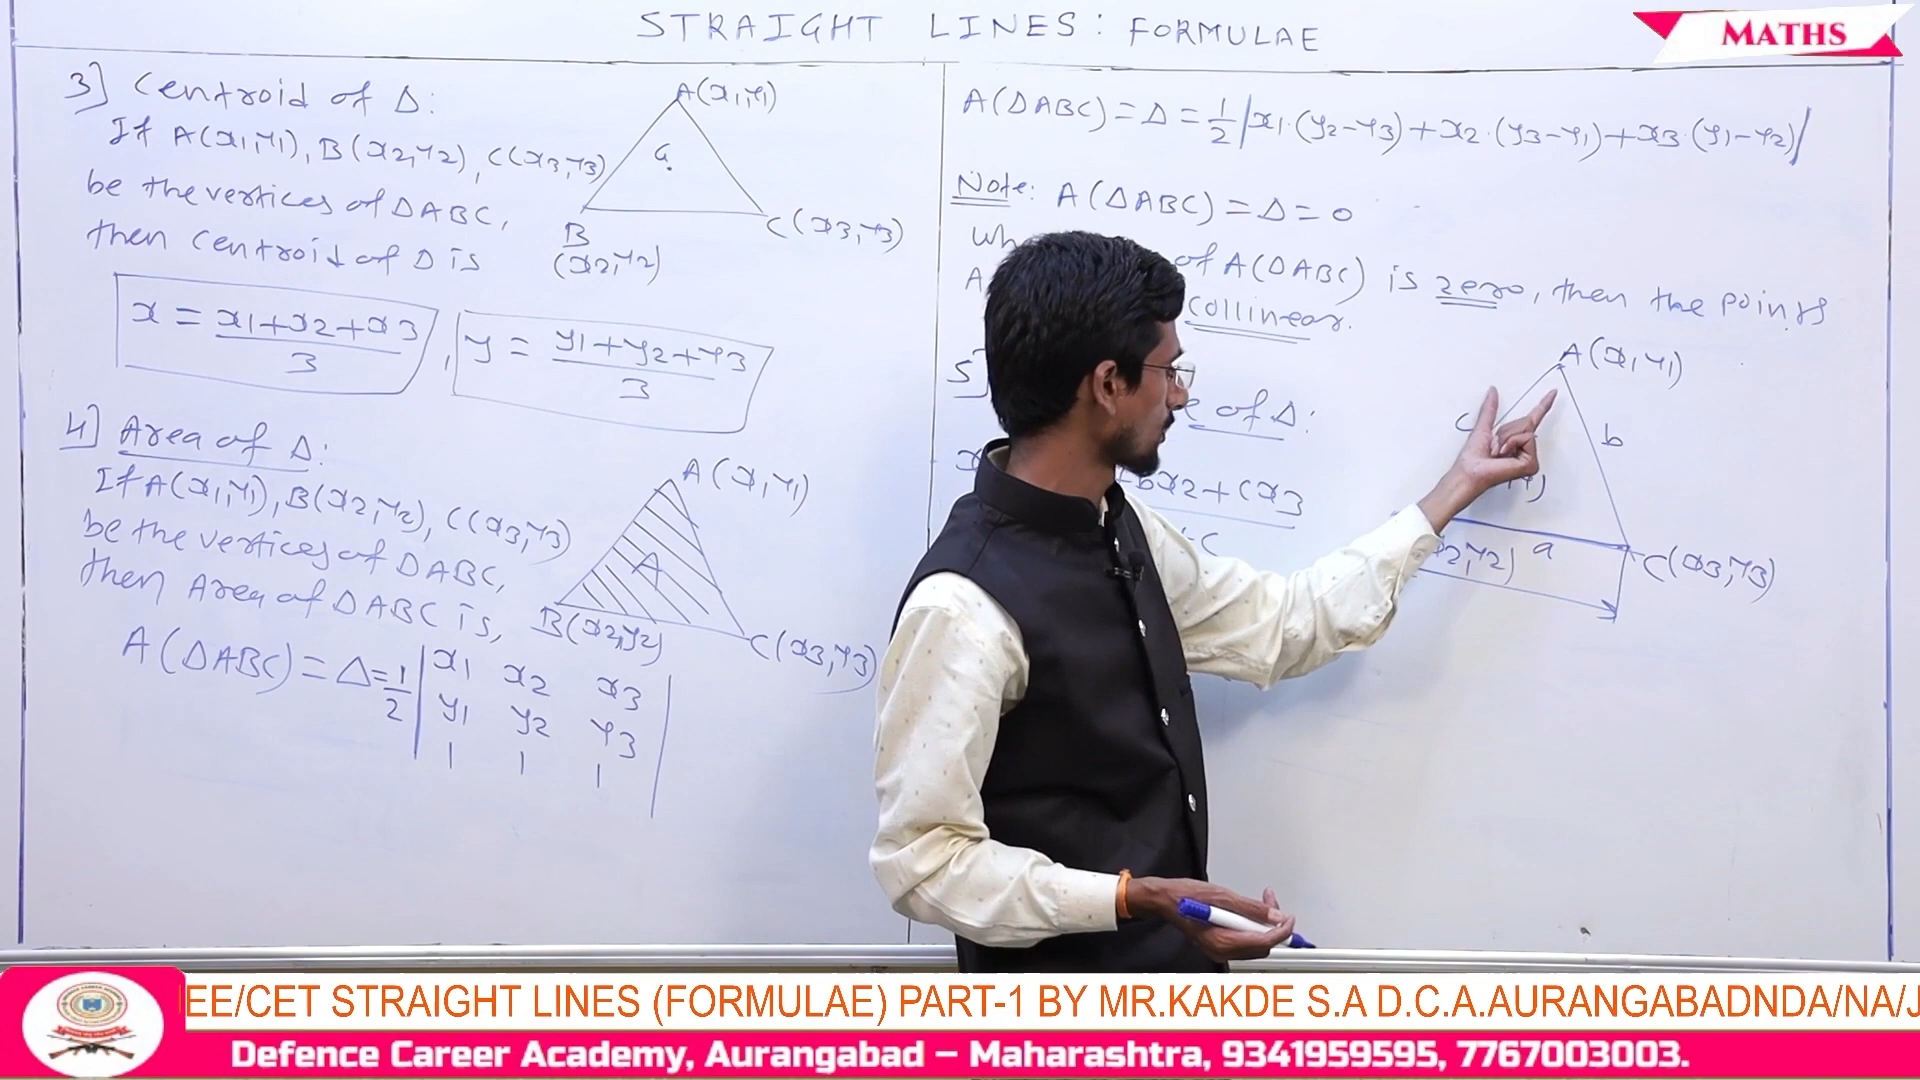 STRAIGHT LINES: FORMULAE
MATHS
3] Centroid of Δ:
If A(x1,y1), B(x2,y2), C(x3,y3)
be the vertices of ΔABC,
then centroid of Δ is
x = x1+x2+x3 / 3 , y = y1+y2+y3 / 3
A(x1,y1)
G
B
(x2,y2)
C(x3,y3)
4] Area of Δ:
If A(x1,y1), B(x2,y2), C(x3,y3)
be the vertices of ΔABC,
then Area of ΔABC is,
A(ΔABC) = Δ = 1/2 | x1 x2 x3
y1 y2 y3
1 1 1 |
A(x1,y1)
A
B(x2,y2)
C(x3,y3)
A(ΔABC) = Δ = 1/2 |x1.(y2-y3)+x2.(y3-y1)+x3.(y1-y2)|
Note: A(ΔABC) = Δ = 0
of A(ΔABC) is zero, then the points
A
collinear.
5] of Δ:
x bx2+cx3
c
A(x1,y1)
c
b
a
x2,y2)
C(x3,y3)
EE/CET STRAIGHT LINES (FORMULAE) PART-1 BY MR.KAKDE S.A D.C.A.AURANGABADNDA/NA/J
Defence Career Academy, Aurangabad – Maharashtra, 9341959595, 7767003003.